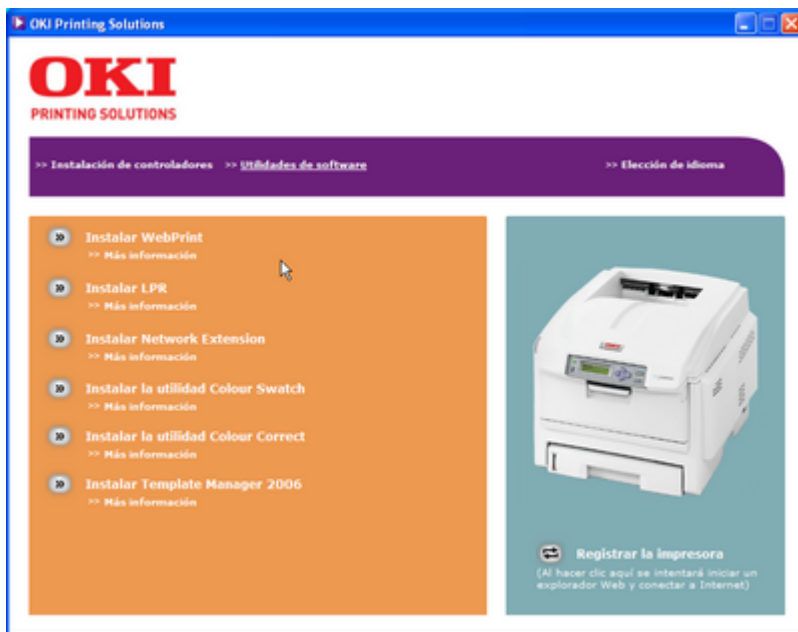 OKI Printing Solutions
OKI
PRINTING SOLUTIONS
>> Instalación de controladores >> Utilidades de software >> Elección de idioma
Instalar WebPrint
>> Más información
Instalar LPR
>> Más información
Instalar Network Extension
>> Más información
Instalar la utilidad Colour Swatch
>> Más información
Instalar la utilidad Colour Correct
>> Más información
Instalar Template Manager 2006
>> Más información
Registrar la impresora
(Al hacer clic aquí se intentará iniciar un
explorador Web y conectar a Internet)